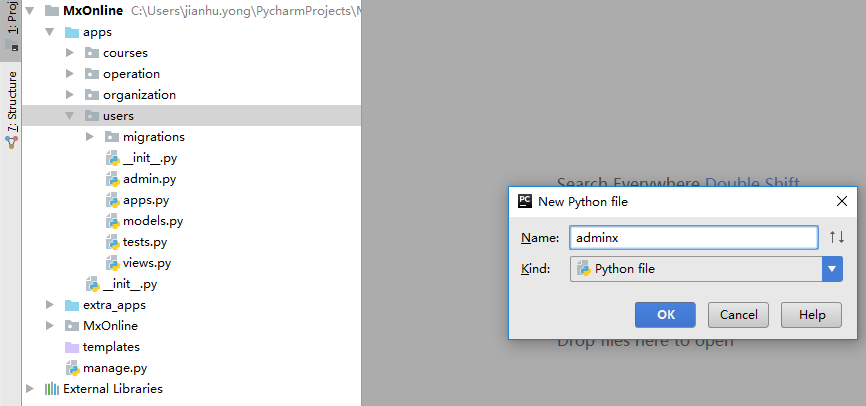 1: Proj
7: Structure
MxOnline C:\Users\jianhu.yong\PycharmProjects\M
apps
courses
operation
organization
users
migrations
__init__.py
admin.py
apps.py
models.py
tests.py
views.py
__init__.py
extra_apps
MxOnline
templates
manage.py
External Libraries
Search Everywhere Double Shift
PC New Python file
Name: adminx
Kind: Python file
OK Cancel Help
Drop files here to open